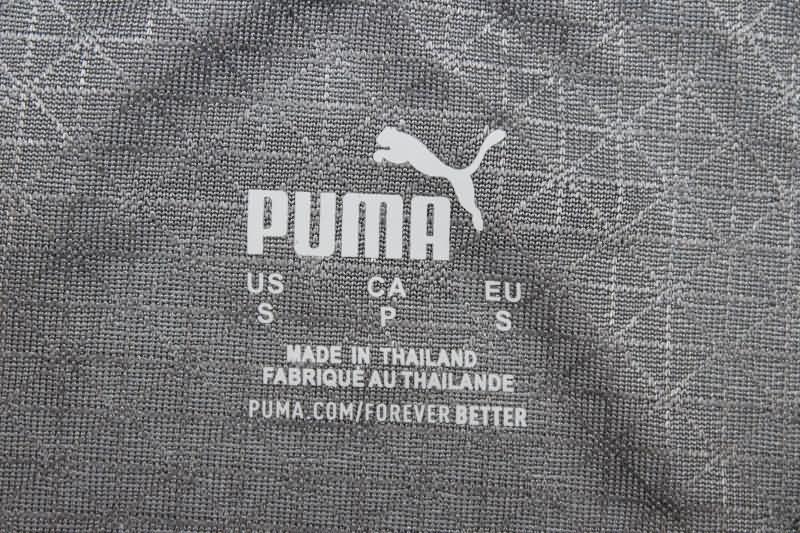 PUMA
US CA EU
S P S
MADE IN THAILAND
FABRIQUÉ AU THAILANDE
PUMA.COM/FOREVER BETTER